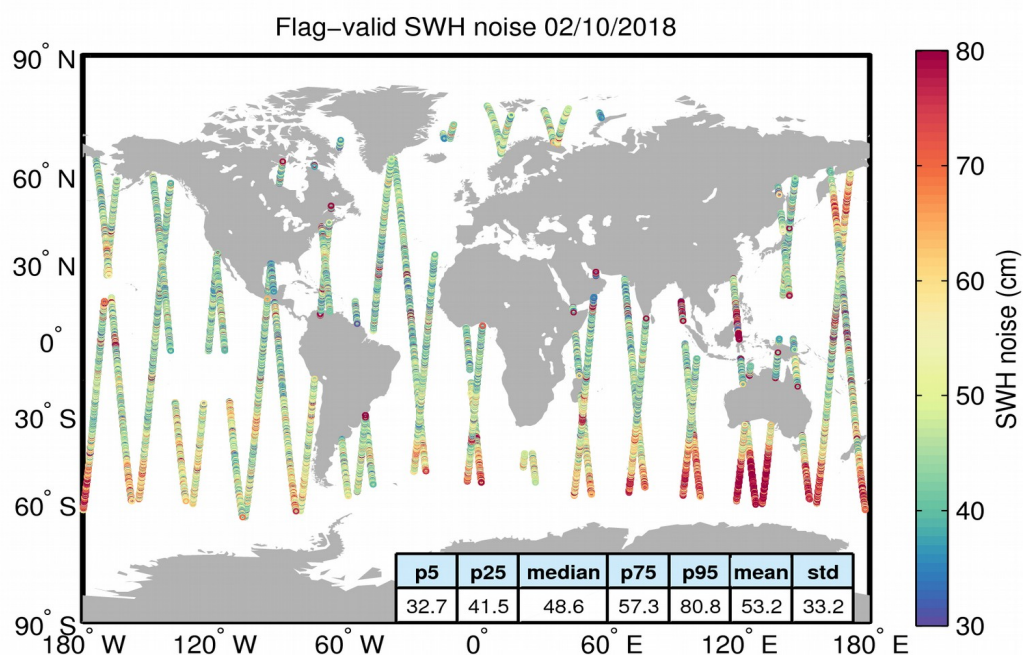 Flag−valid SWH noise 02/10/2018
90° N
60° N
30° N
0°
30° S
60° S
90° S
180° W
120° W
60° W
0°
60° E
120° E
180° E
80
70
60
50
40
30
SWH noise (cm)
p5 p25 median p75 p95 mean std
32.7 41.5 48.6 57.3 80.8 53.2 33.2